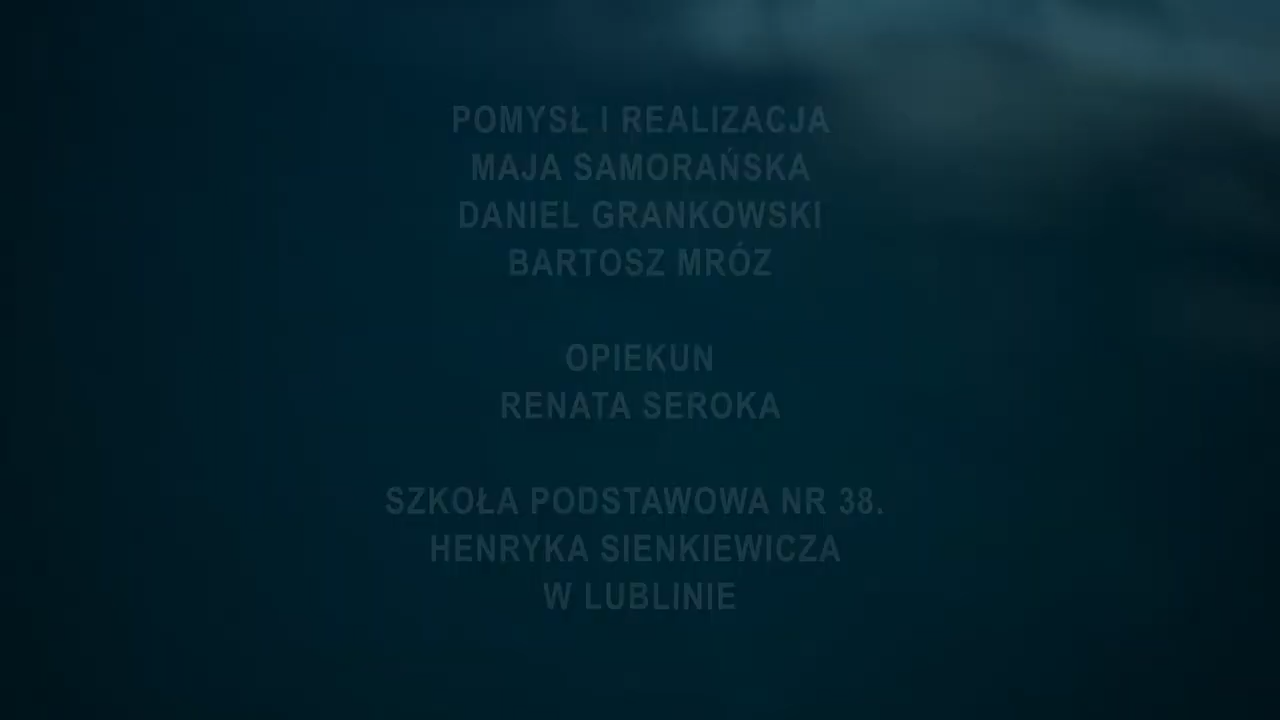 POMYSŁ I REALIZACJA
MAJA SAMORAŃSKA
DANIEL GRANKOWSKI
BARTOSZ MRÓZ
OPIEKUN
RENATA SEROKA
SZKOŁA PODSTAWOWA NR 38.
HENRYKA SIENKIEWICZA
W LUBLINIE